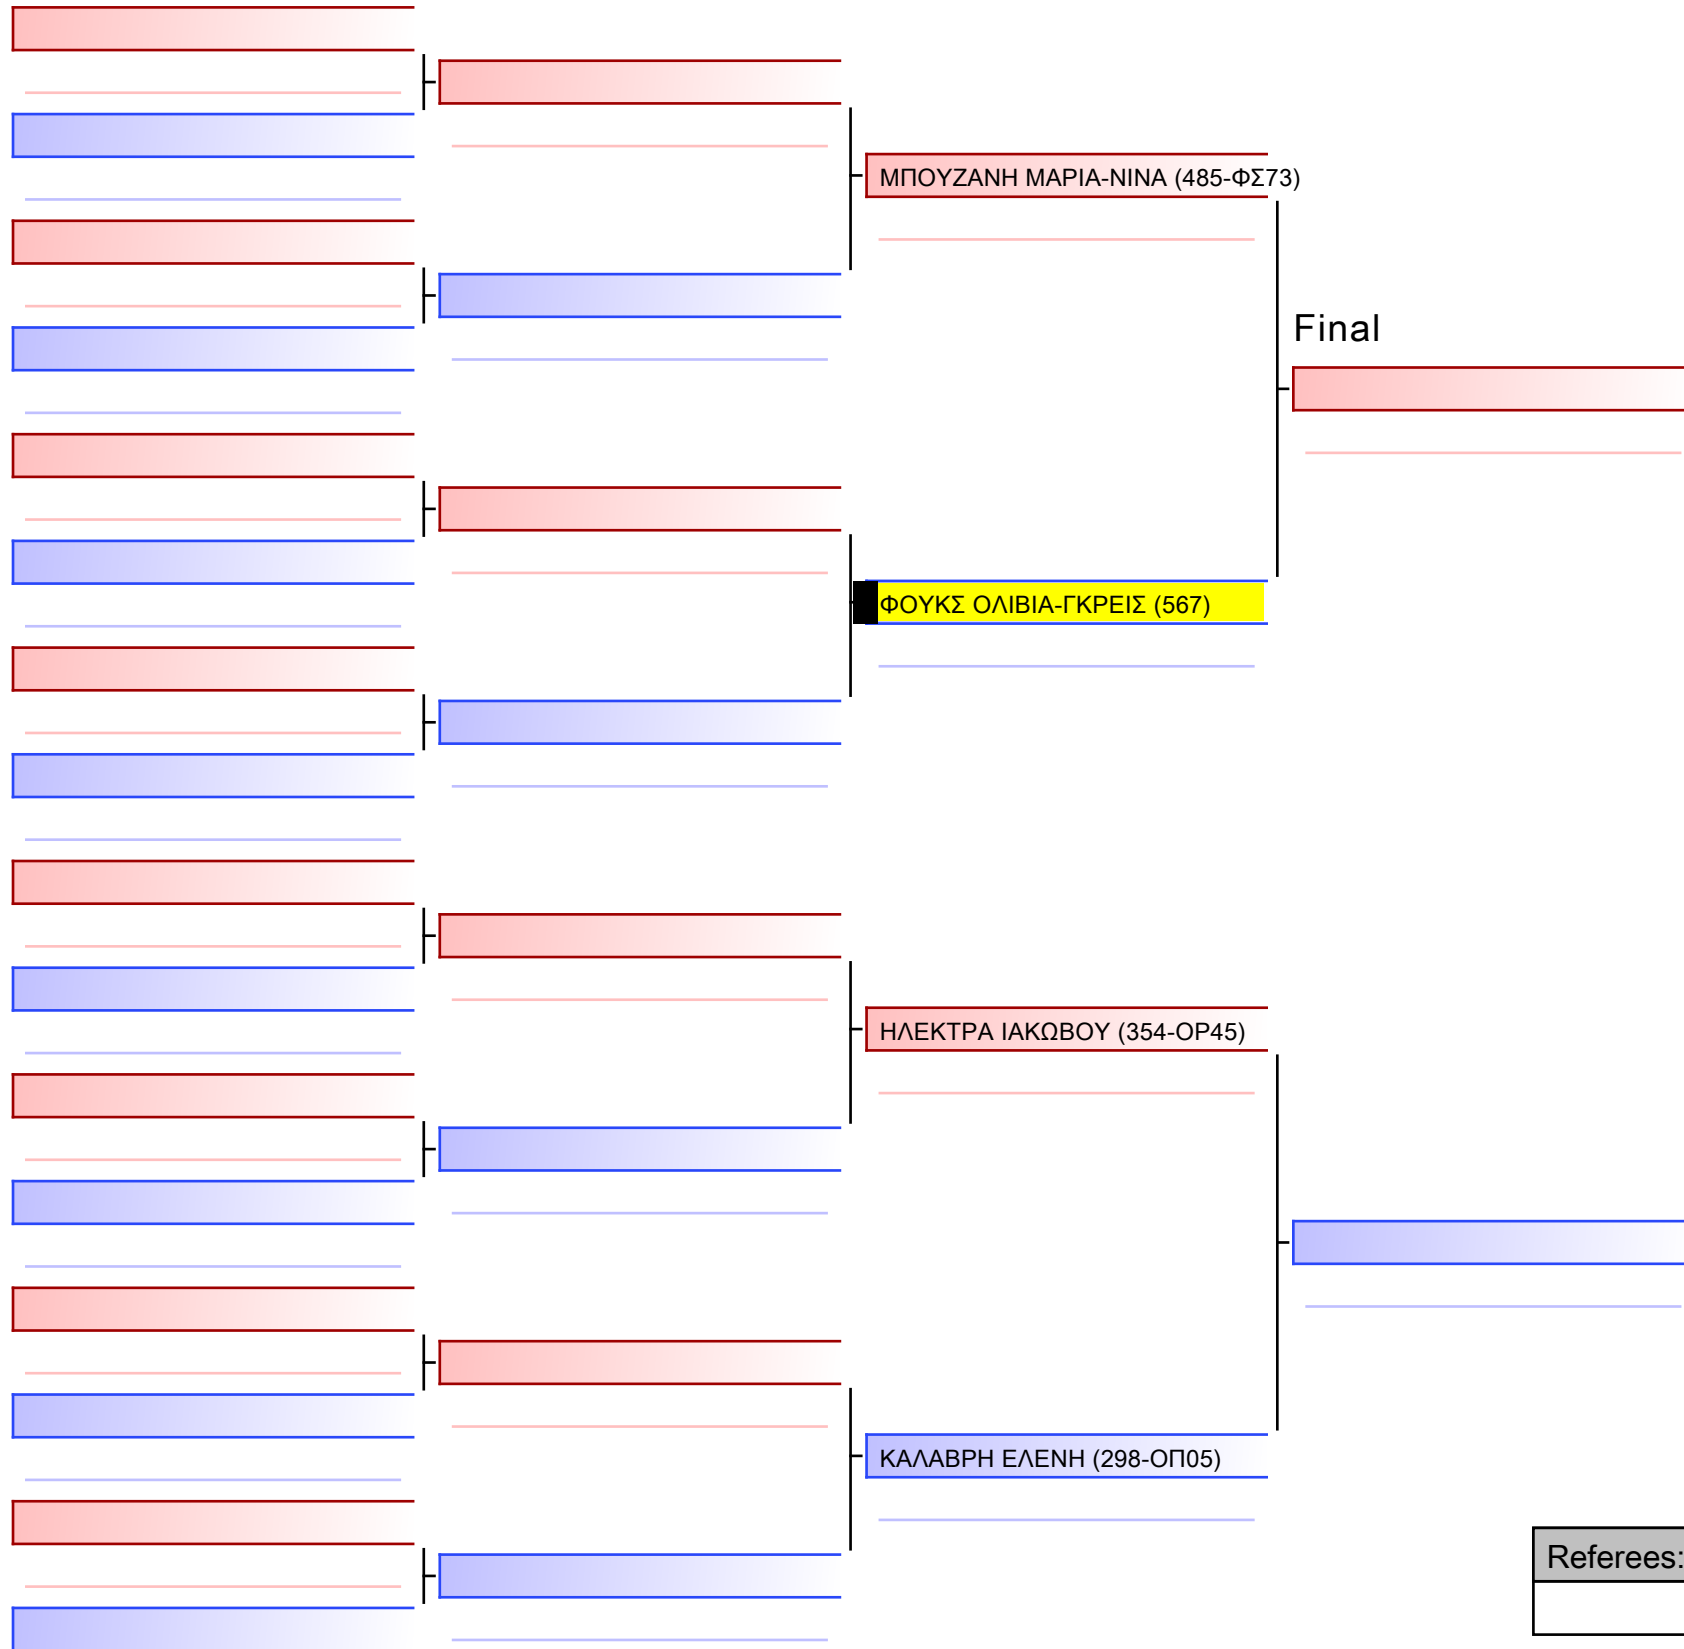 ΜΠΟΥΖΑΝΗ ΜΑΡΙΑ-ΝΙΝΑ (485-ΦΣ73)
Final
ΦΟΥΚΣ ΟΛΙΒΙΑ-ΓΚΡΕΙΣ (567)
ΗΛΕΚΤΡΑ ΙΑΚΩΒΟΥ (354-ΟΡ45)
ΚΑΛΑΒΡΗ ΕΛΕΝΗ (298-ΟΠ05)
Referees: